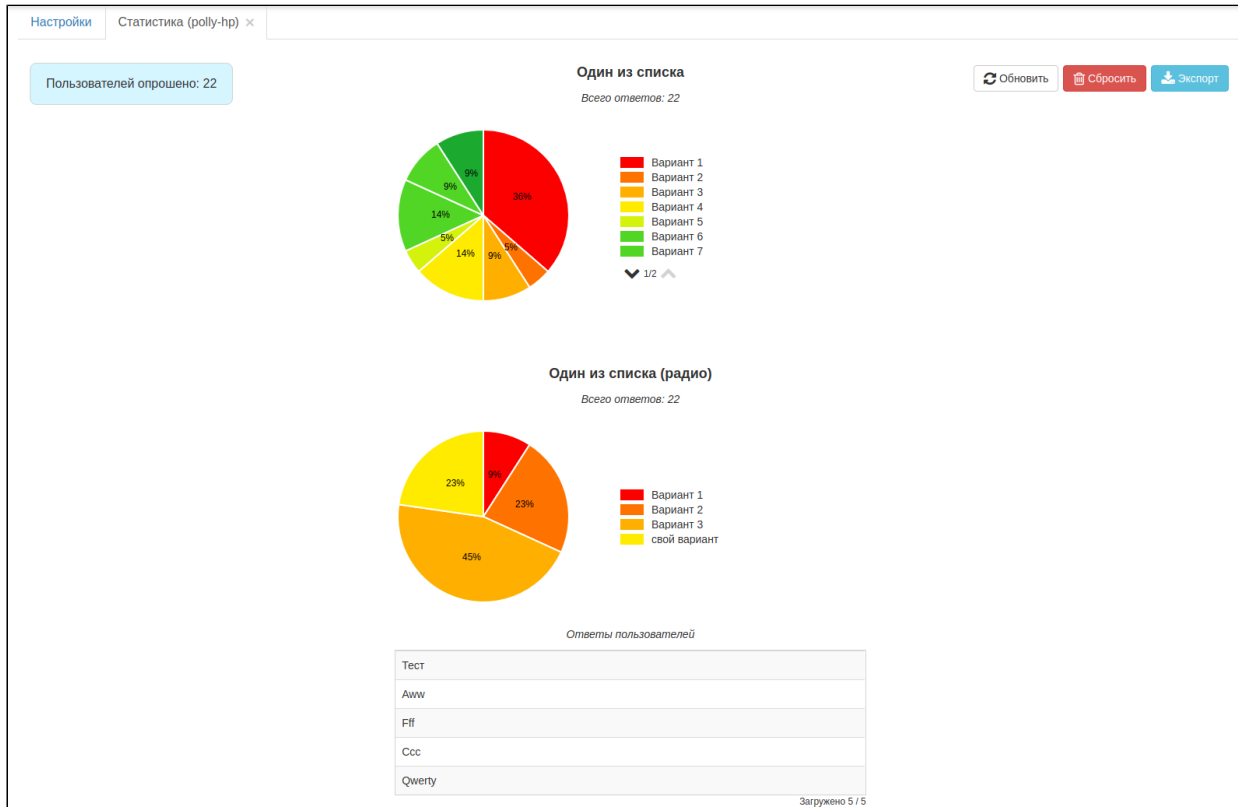 Настройки
Статистика (polly-hp) ×
Пользователей опрошено: 22
Один из списка
Всего ответов: 22
Обновить
Сбросить
Экспорт
36%
5%
9%
14%
5%
14%
9%
9%
Вариант 1
Вариант 2
Вариант 3
Вариант 4
Вариант 5
Вариант 6
Вариант 7
1/2
Один из списка (радио)
Всего ответов: 22
9%
23%
45%
23%
Вариант 1
Вариант 2
Вариант 3
свой вариант
Ответы пользователей
Тест
Aww
Fff
Ccc
Qwerty
Загружено 5 / 5